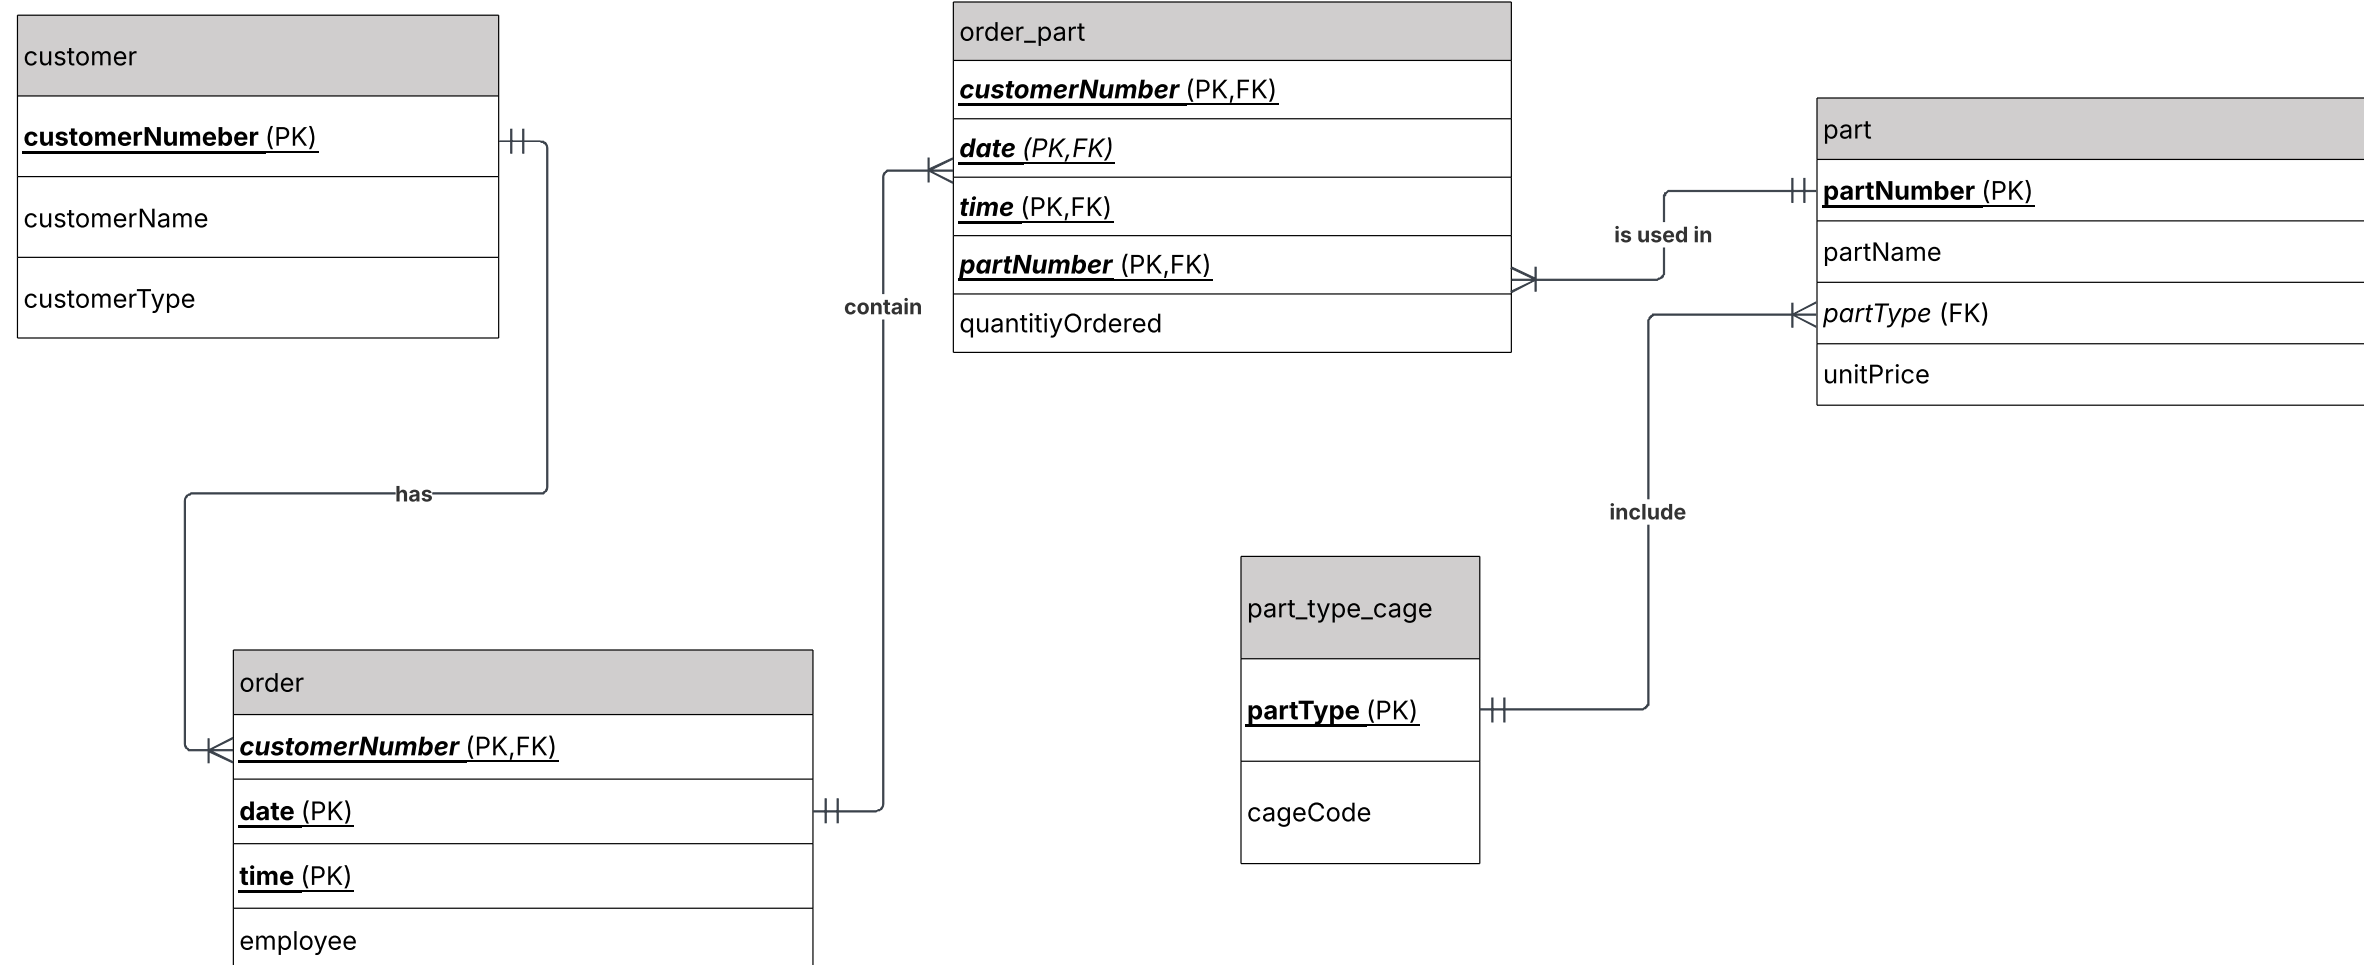 customer
customerNumeber (PK)
customerName
customerType
has
order
customerNumber (PK,FK)
date (PK)
time (PK)
employee
contain
order_part
customerNumber (PK,FK)
date (PK,FK)
time (PK,FK)
partNumber (PK,FK)
quantitiyOrdered
is used in
part
partNumber (PK)
partName
partType (FK)
unitPrice
include
part_type_cage
partType (PK)
cageCode